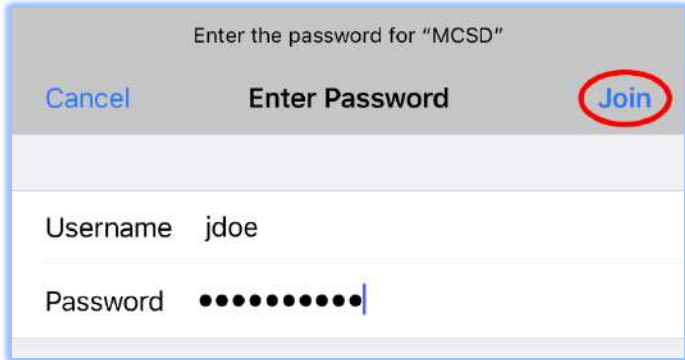 Enter the password for “MCSD”
Cancel Enter Password Join
Username jdoe
Password ••••••••••